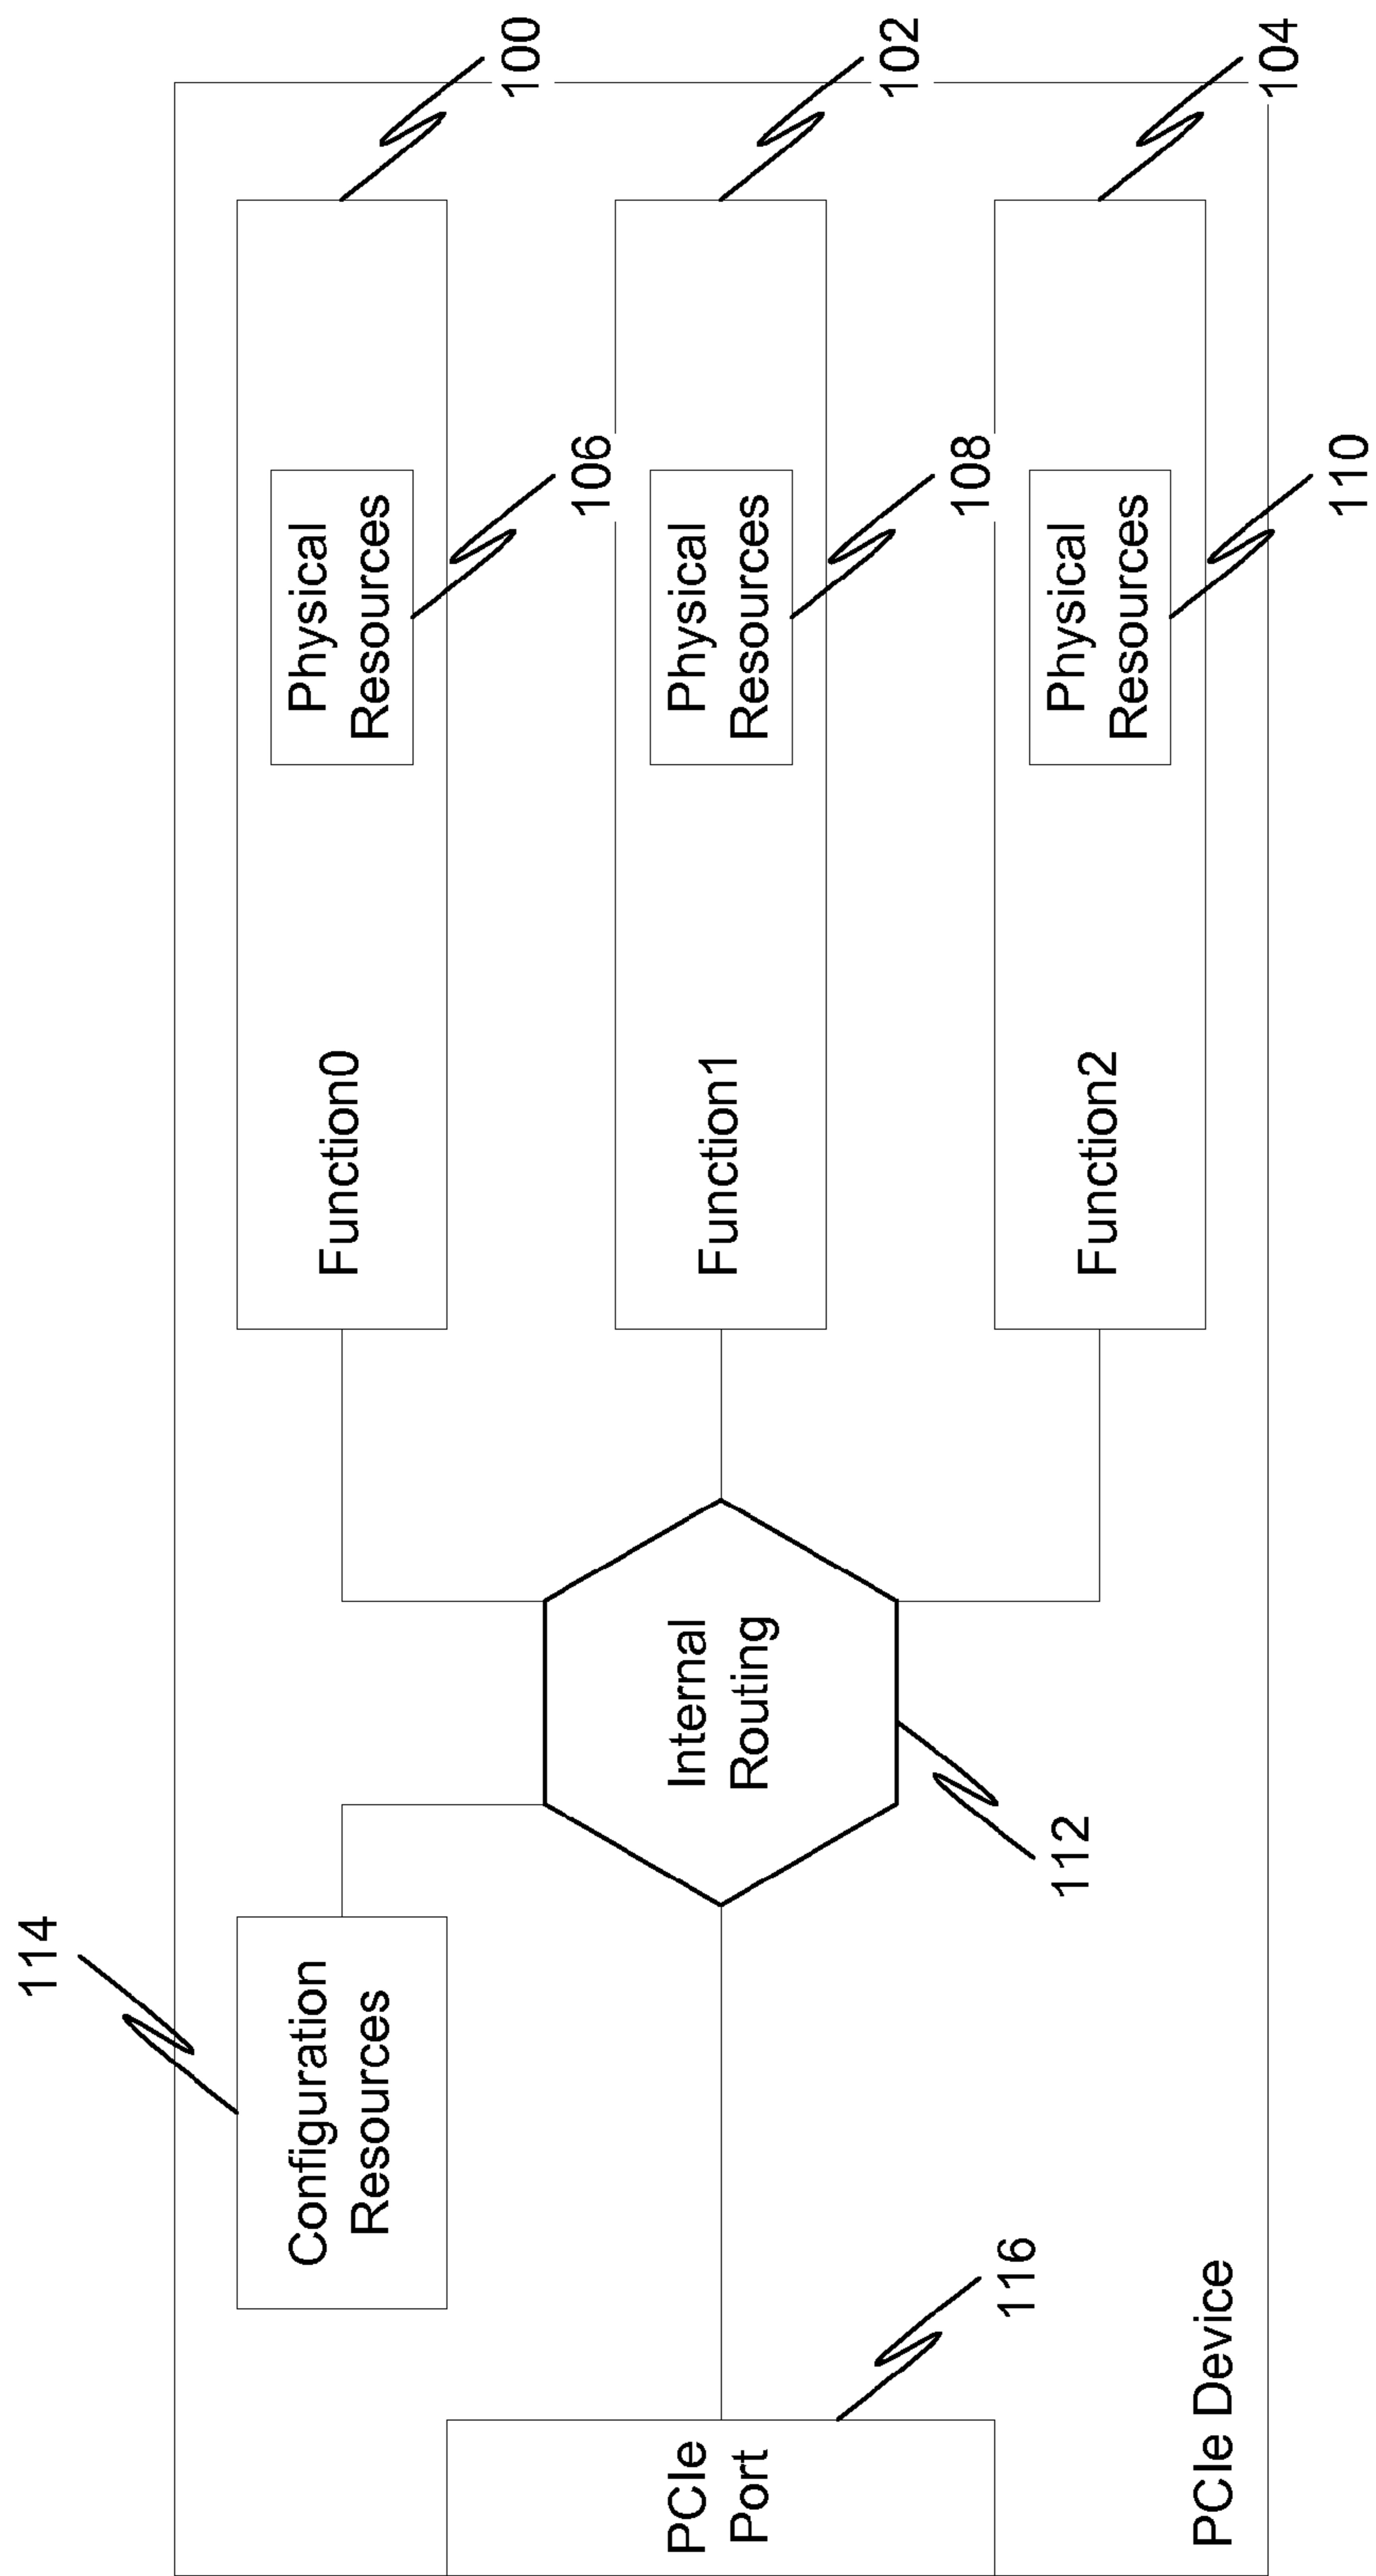 114
Configuration
Resources
Function0
Physical
Resources
100
106
PCIe
Port
116
Internal
Routing
112
Function1
Physical
Resources
102
108
Function2
Physical
Resources
104
110
PCIe Device